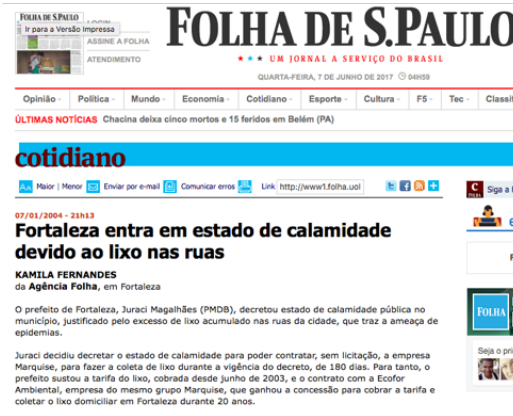 FOLHA DE S.PAULO
LOGIN
Ir para a Versão Impressa
ASSINE A FOLHA
ATENDIMENTO
FOLHA DE S.PAULO
★ ★ ★ UM JORNAL A SERVIÇO DO BRASIL
QUARTA-FEIRA, 7 DE JUNHO DE 2017 04H59
Opinião Política Mundo Economia Cotidiano Esporte Cultura F5 Tec Classif
ÚLTIMAS NOTÍCIAS Chacina deixa cinco mortos e 15 feridos em Belém (PA)
cotidiano
Maior | Menor Enviar por e-mail Comunicar erros Link http://www1.folha.uol
Siga a
07/01/2004 - 21h13
Fortaleza entra em estado de calamidade
devido ao lixo nas ruas
KAMILA FERNANDES
da Agência Folha, em Fortaleza
O prefeito de Fortaleza, Juraci Magalhães (PMDB), decretou estado de calamidade pública no
município, justificado pelo excesso de lixo acumulado nas ruas da cidade, que traz a ameaça de
epidemias.
FOLHA
Juraci decidiu decretar o estado de calamidade para poder contratar, sem licitação, a empresa
Marquise, para fazer a coleta de lixo durante a vigência do decreto, de 180 dias. Para tanto, o
prefeito sustou a tarifa do lixo, cobrada desde junho de 2003, e o contrato com a Ecofor
Ambiental, empresa do mesmo grupo Marquise, que ganhou a concessão para cobrar a tarifa e
coletar o lixo domiciliar em Fortaleza durante 20 anos.
Seja o pri